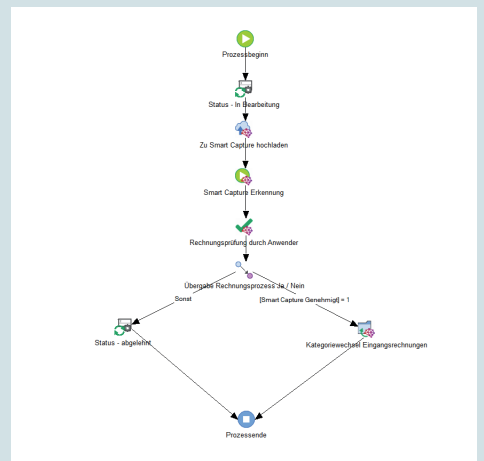 Prozessbeginn
Status - In Bearbeitung
Zu Smart Capture hochladen
Smart Capture Erkennung
Rechnungsprüfung durch Anwender
Übergabe Rechnungsprozess Ja / Nein
Sonst
[Smart Capture Genehmigt] = 1
Status - abgelehnt
Kategoriewechsel Eingangsrechnungen
Prozessende